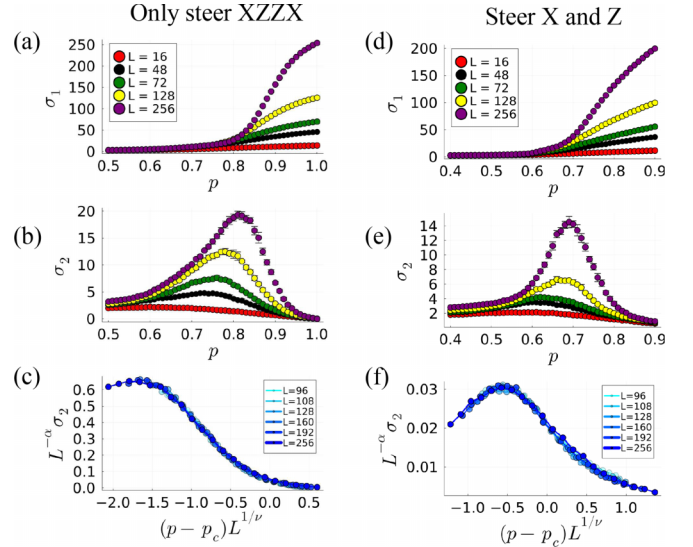 Only steer XZZX
Steer X and Z
(a)
σ1
250
200
150
100
50
0
0.5 0.6 0.7 0.8 0.9 1.0
p
L = 16
L = 48
L = 72
L = 128
L = 256
(d)
σ1
200
150
100
50
0
0.4 0.5 0.6 0.7 0.8 0.9
p
L = 16
L = 48
L = 72
L = 128
L = 256
(b)
σ2
20
15
10
5
0
0.5 0.6 0.7 0.8 0.9 1.0
p
(e)
σ2
14
12
10
8
6
4
2
0.4 0.5 0.6 0.7 0.8 0.9
p
(c)
L^{-α} σ2
0.6
0.5
0.4
0.3
0.2
0.1
0.0
-2.0 -1.5 -1.0 -0.5 0.0 0.5
(p − p_c)L^{1/ν}
L=96
L=108
L=128
L=160
L=192
L=256
(f)
L^{-α} σ2
0.03
0.02
0.01
-1.0 -0.5 0.0 0.5 1.0
(p − p_c)L^{1/ν}
L=96
L=108
L=128
L=160
L=192
L=256